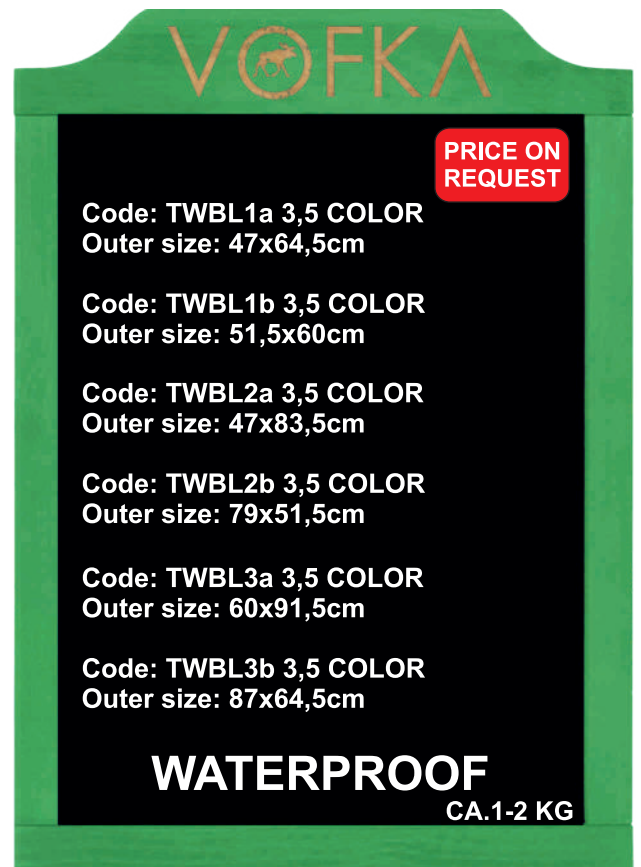 VOFKA
PRICE ON
REQUEST
Code: TWBL1a 3,5 COLOR
Outer size: 47x64,5cm
Code: TWBL1b 3,5 COLOR
Outer size: 51,5x60cm
Code: TWBL2a 3,5 COLOR
Outer size: 47x83,5cm
Code: TWBL2b 3,5 COLOR
Outer size: 79x51,5cm
Code: TWBL3a 3,5 COLOR
Outer size: 60x91,5cm
Code: TWBL3b 3,5 COLOR
Outer size: 87x64,5cm
WATERPROOF
CA.1-2 KG